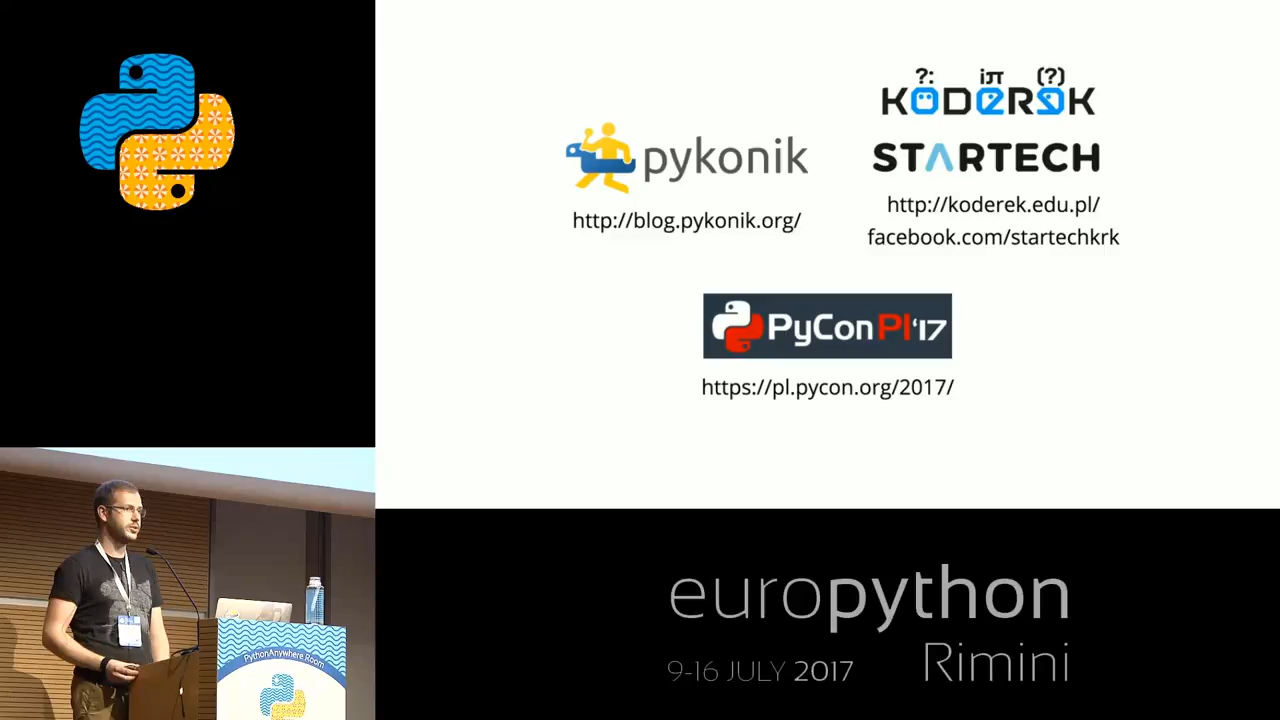 ?: iπ (?)
KODEREK
STARTECH
pykonik
http://blog.pykonik.org/
http://koderek.edu.pl/
facebook.com/startechkrk
PyCon Pl'17
https://pl.pycon.org/2017/
PythonAnywhere Room
europython
Rimini
9-16 JULY 2017